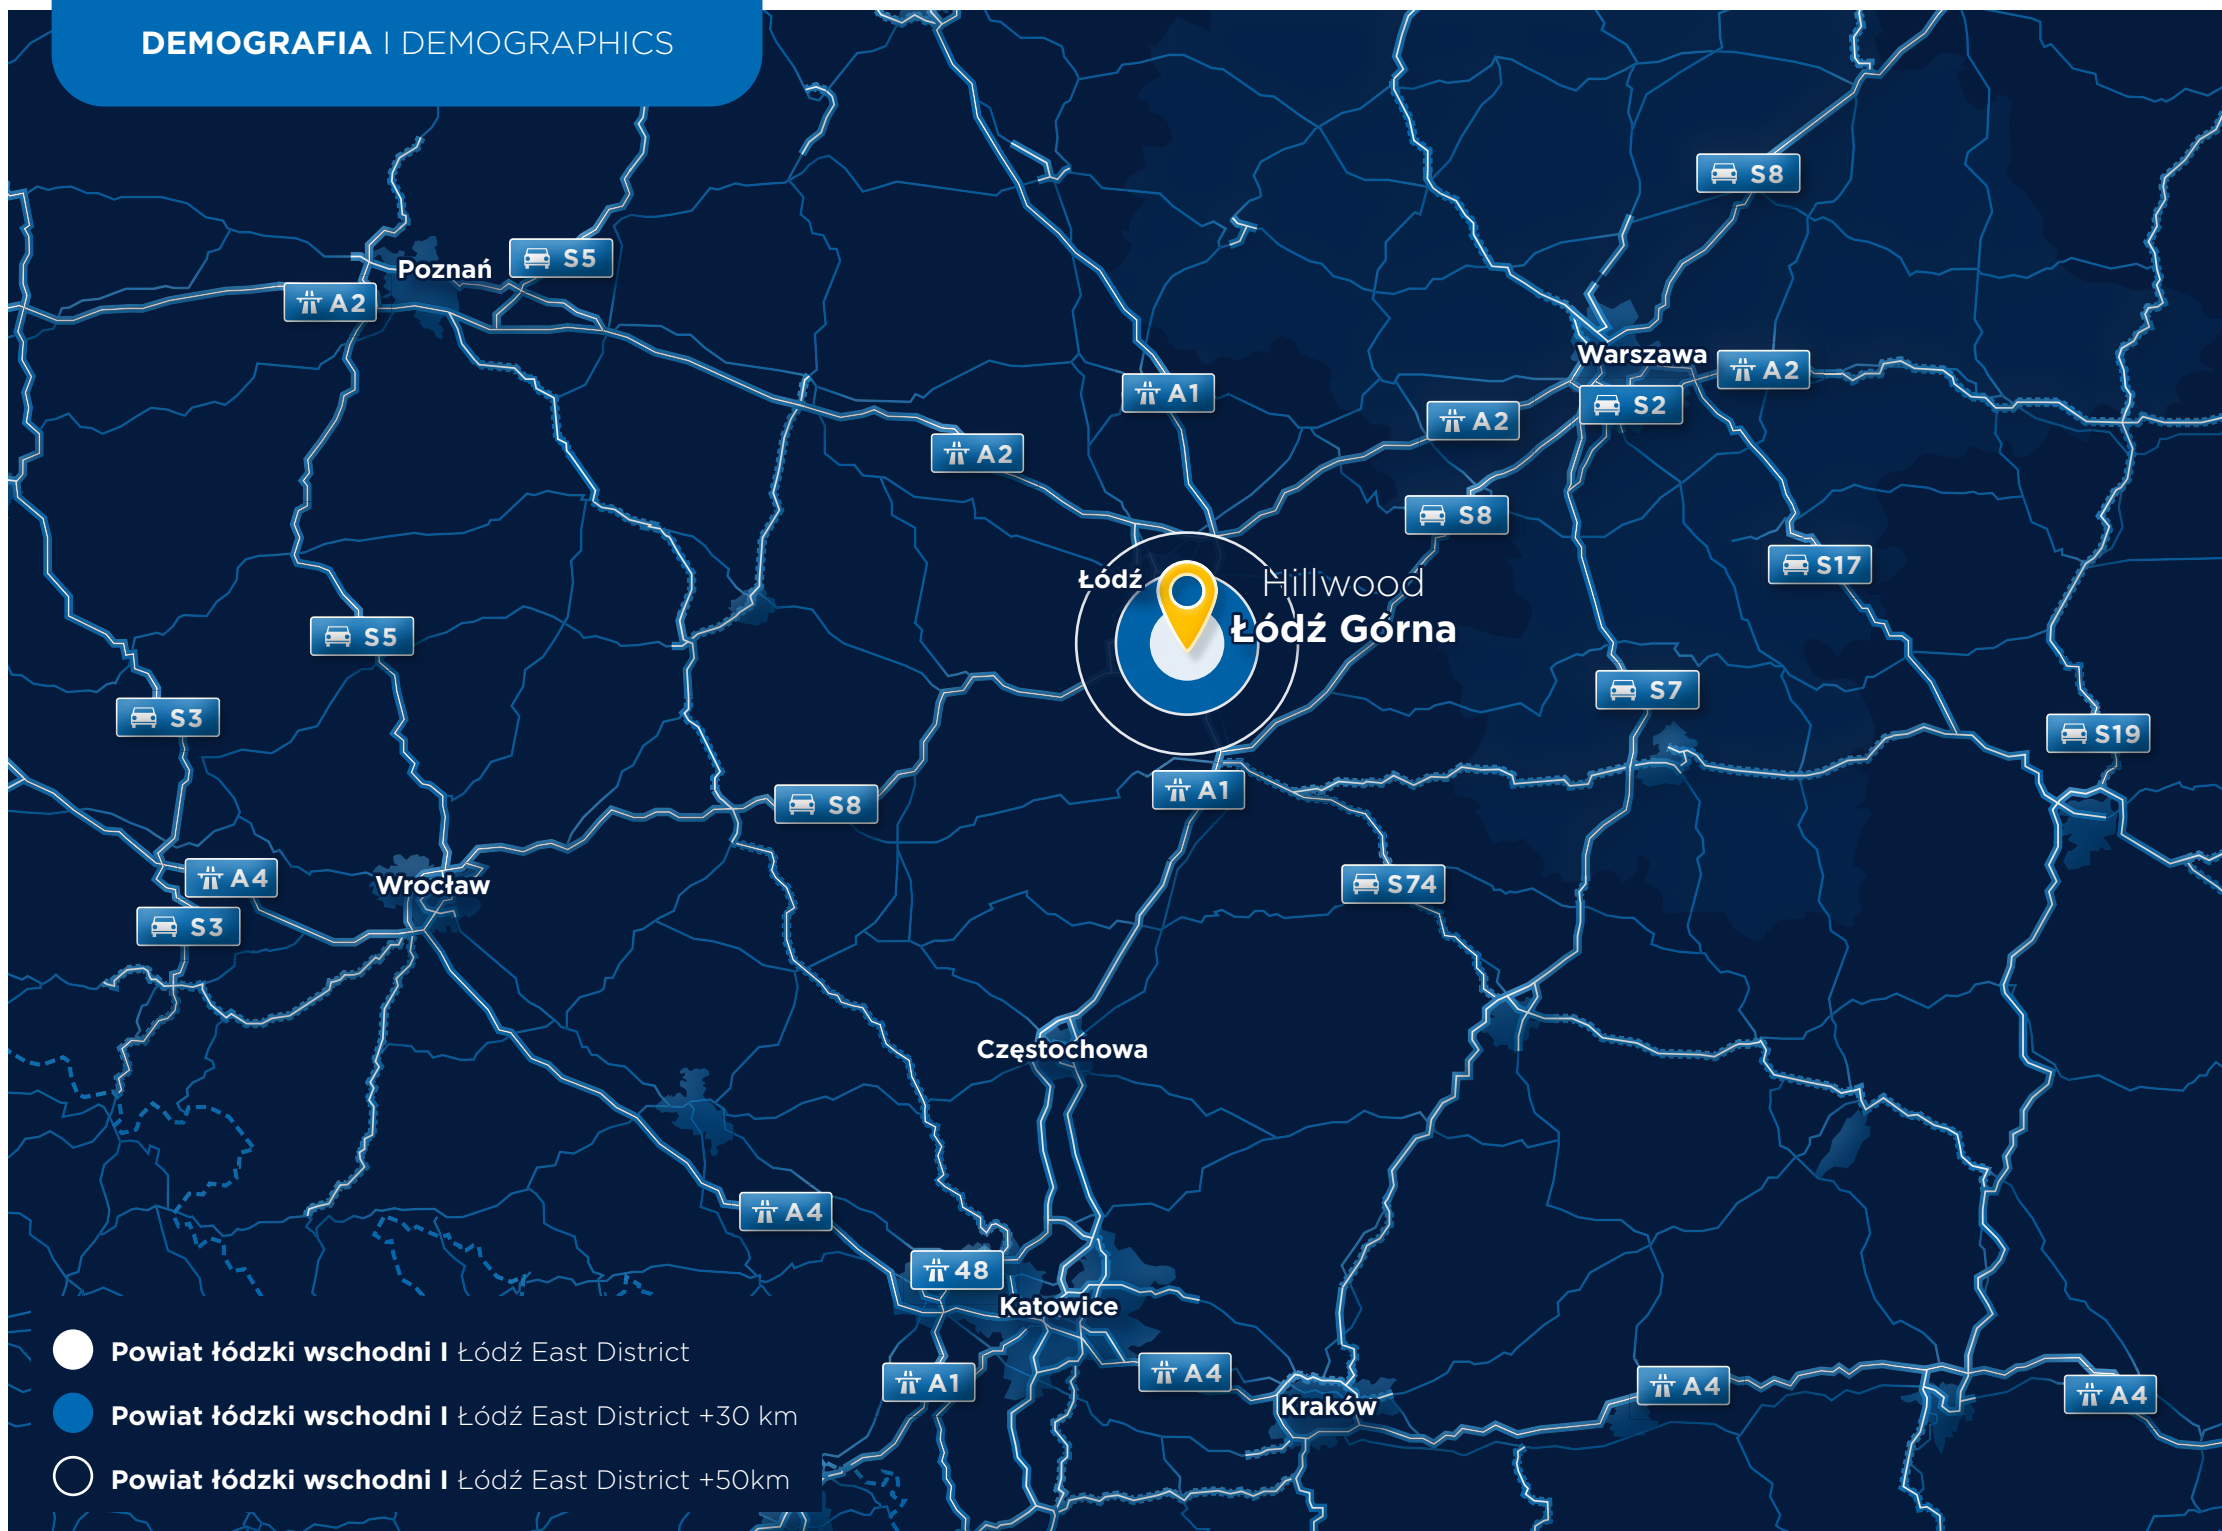 DEMOGRAFIA I DEMOGRAPHICS
S8
S5
Poznań
A2
Warszawa
A2
A1
S2
A2
A2
S8
S17
Łódź
Hillwood
Łódź Górna
S5
S7
S3
S19
A1
S8
A4
Wrocław
S74
S3
Częstochowa
A4
48
Katowice
A4
A1
A4
A4
Kraków
Powiat łódzki wschodni I Łódź East District
Powiat łódzki wschodni I Łódź East District +30 km
Powiat łódzki wschodni I Łódź East District +50km